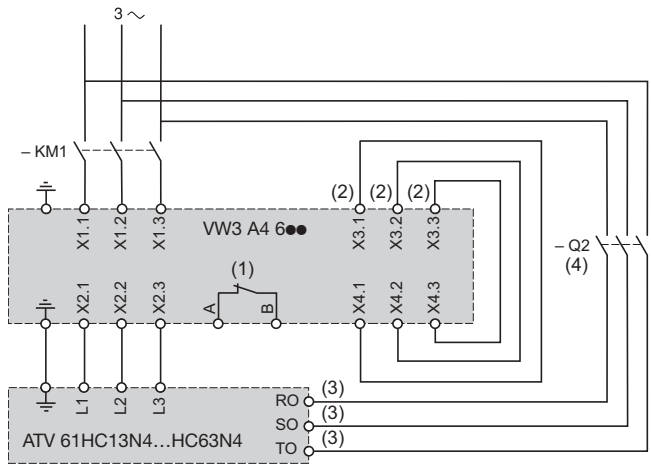 3 ~
– KM1
(2) (2) (2)
X1.1 X1.2 X1.3 VW3 A4 6●● X3.1 X3.2 X3.3
– Q2
(4)
(1)
X2.1 X2.2 X2.3 A B X4.1 X4.2 X4.3
L1 L2 L3
RO (3)
SO (3)
TO (3)
ATV 61HC13N4...HC63N4